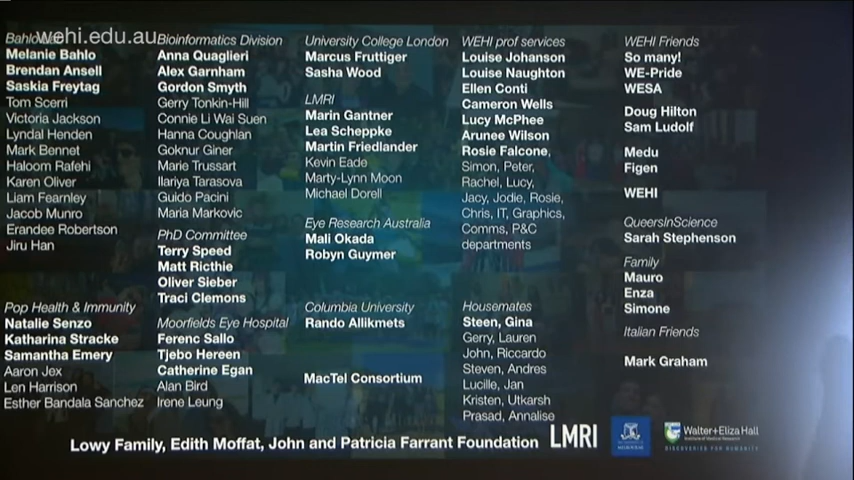 wehi.edu.au
Melanie Bahlo
Brendan Ansell
Saskia Freytag
Tom Scerri
Victoria Jackson
Lyndal Henden
Mark Bennet
Haloom Rafehi
Karen Oliver
Liam Fearnley
Jacob Munro
Erandee Robertson
Jiru Han
Pop Health & Immunity
Natalie Senzo
Katharina Stracke
Samantha Emery
Aaron Jex
Len Harrison
Esther Bandala Sanchez
Bioinformatics Division
Anna Quaglieri
Alex Garnham
Gordon Smyth
Gerry Tonkin-Hill
Connie Li Wai Suen
Hanna Coughlan
Goknur Giner
Marie Trussart
Ilariya Tarasova
Guido Pacini
Maria Markovic
PhD Committee
Terry Speed
Matt Ricthie
Oliver Sieber
Traci Clemons
Moorfields Eye Hospital
Ferenc Sallo
Tjebo Hereen
Catherine Egan
Alan Bird
Irene Leung
University College London
Marcus Fruttiger
Sasha Wood
LMRI
Marin Gantner
Lea Scheppke
Martin Friedlander
Kevin Eade
Marty-Lynn Moon
Michael Dorell
Eye Research Australia
Mali Okada
Robyn Guymer
Columbia University
Rando Allikmets
MacTel Consortium
WEHI prof services
Louise Johanson
Louise Naughton
Ellen Conti
Cameron Wells
Lucy McPhee
Arunee Wilson
Rosie Falcone,
Simon, Peter,
Rachel, Lucy,
Jacy, Jodie, Rosie,
Chris, IT, Graphics,
Comms, P&C
departments
Housemates
Steen, Gina
Gerry, Lauren
John, Riccardo
Steven, Andres
Lucille, Jan
Kristen, Utkarsh
Prasad, Annalise
WEHI Friends
So many!
WE-Pride
WESA
Doug Hilton
Sam Ludolf
Medu
Figen
WEHI
QueersInScience
Sarah Stephenson
Family
Mauro
Enza
Simone
Italian Friends
Mark Graham
Lowy Family, Edith Moffat, John and Patricia Farrant Foundation
LMRI
Walter+Eliza Hall
Institute of Medical Research
DISCOVERIES FOR HUMANITY